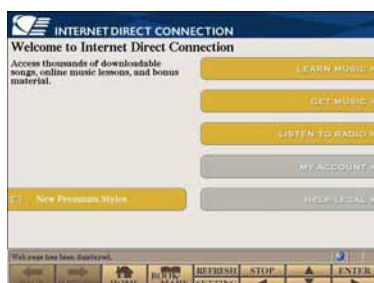 INTERNET DIRECT CONNECTION
Welcome to Internet Direct Connection
Access thousands of downloadable
songs, online music lessons, and bonus
material.
LEARN MUSIC
GET MUSIC
LISTEN TO RADIO
MY ACCOUNT
HELP/LEGAL
New Premium Styles
Web page has been displayed.
HOME
BOOK
MARK
REFRESH
SETTING
STOP
ENTER